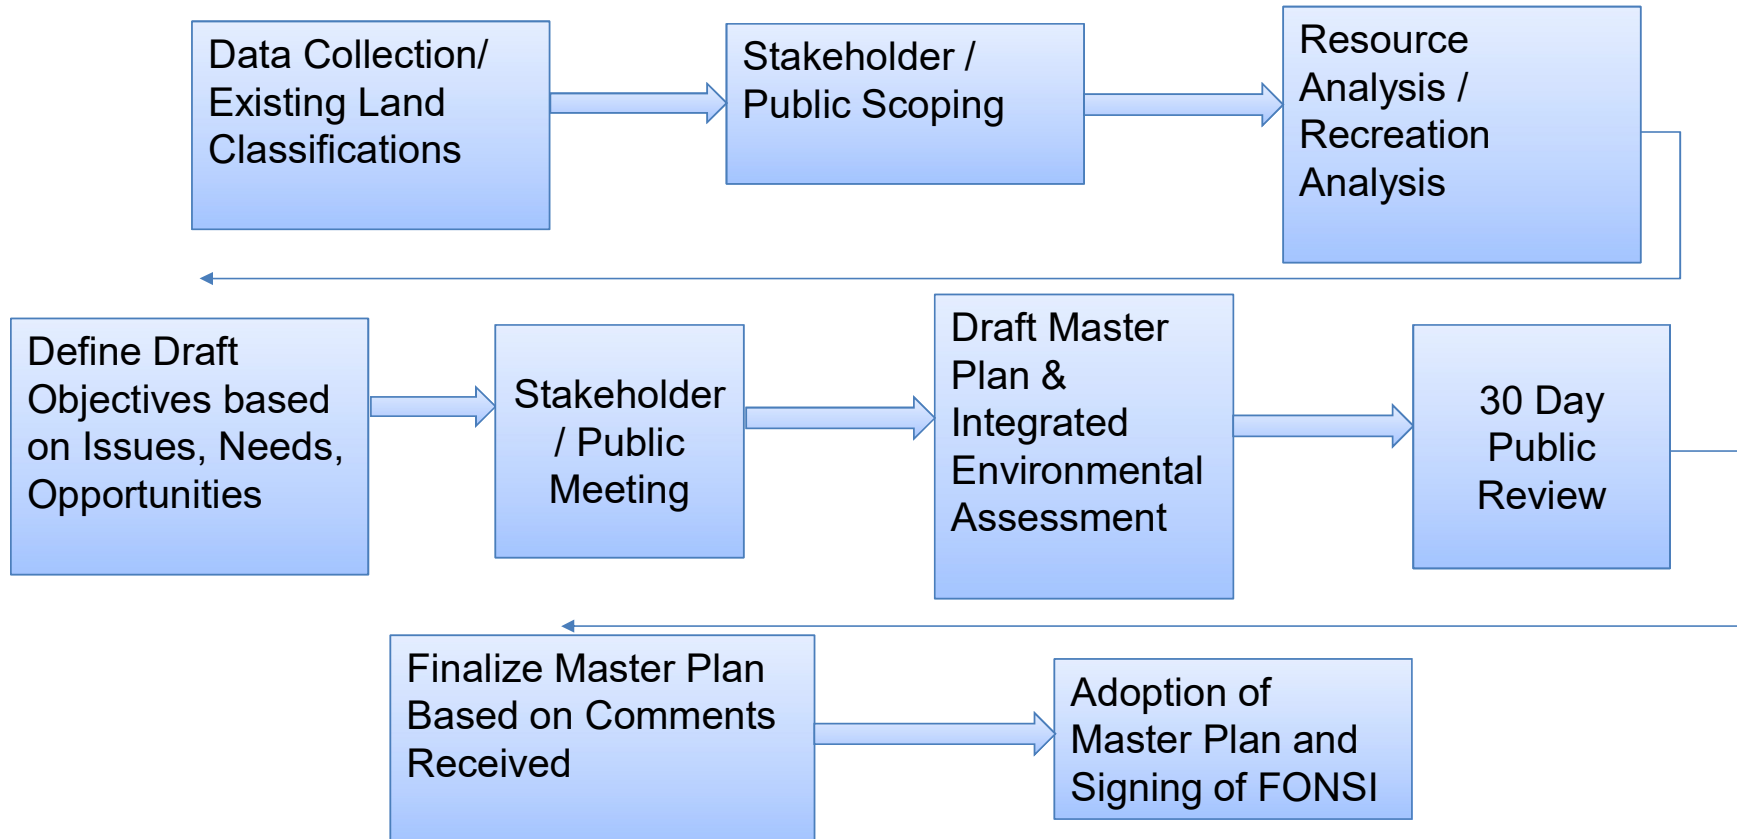 Data Collection/
Existing Land
Classifications
Stakeholder /
Public Scoping
Resource
Analysis /
Recreation
Analysis
Define Draft
Objectives based
on Issues, Needs,
Opportunities
Stakeholder
/ Public
Meeting
Draft Master
Plan &
Integrated
Environmental
Assessment
30 Day
Public
Review
Finalize Master Plan
Based on Comments
Received
Adoption of
Master Plan and
Signing of FONSI